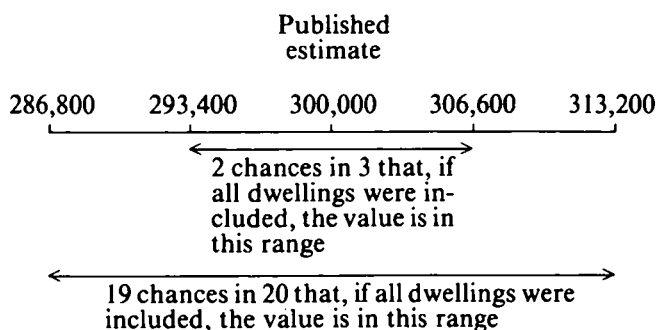 Published
estimate
286,800 293,400 300,000 306,600 313,200
2 chances in 3 that, if
all dwellings were in-
cluded, the value is in
this range
19 chances in 20 that, if all dwellings were
included, the value is in this range